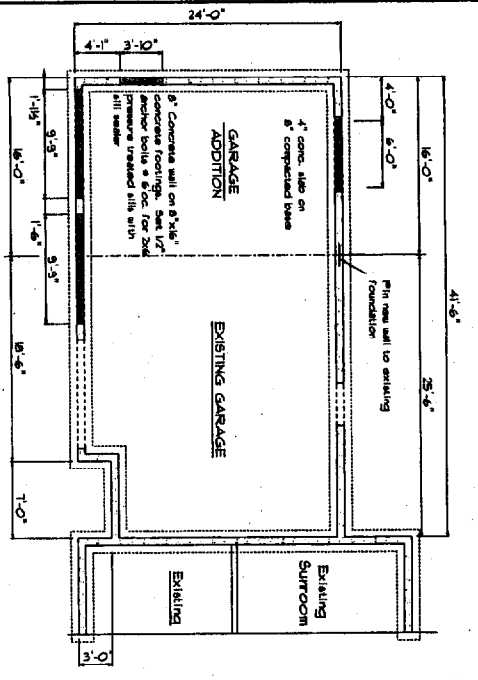 24'-0"
4'-1"
3'-10"
41'-6"
16'-0"
25'-6"
4'-0"
6'-0"
Pin new wall to existing
foundation
4" conc. slab on
8" compacted base
GARAGE
ADDITION
8" Concrete wall on 8"x16"
concrete footings. Set 1/2"
anchor bolts @ 6'oc. for 2x6
pressure treated sills with
sill sealer
EXISTING GARAGE
Existing
Sunroom
Existing
1'-1½"
9'-3"
1'-6"
9'-3"
16'-0"
18'-6"
7'-0"
3'-0"